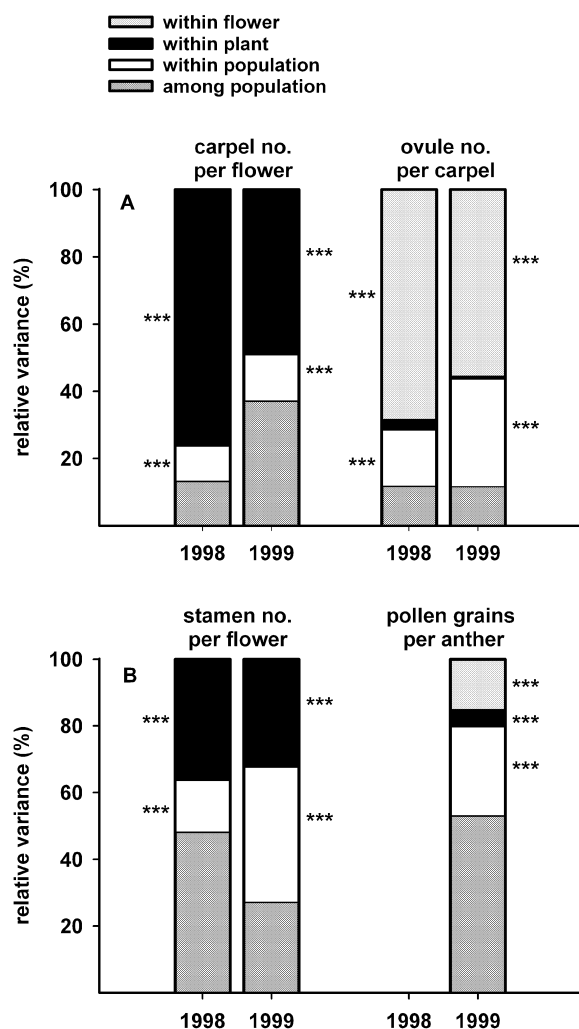 within flower
within plant
within population
among population
carpel no.
per flower
ovule no.
per carpel
A
relative variance (%)
100
80
60
40
20
***
***
***
***
***
***
***
***
1998
1999
1998
1999
stamen no.
per flower
pollen grains
per anther
B
relative variance (%)
100
80
60
40
20
***
***
***
***
***
***
***
1998
1999
1998
1999